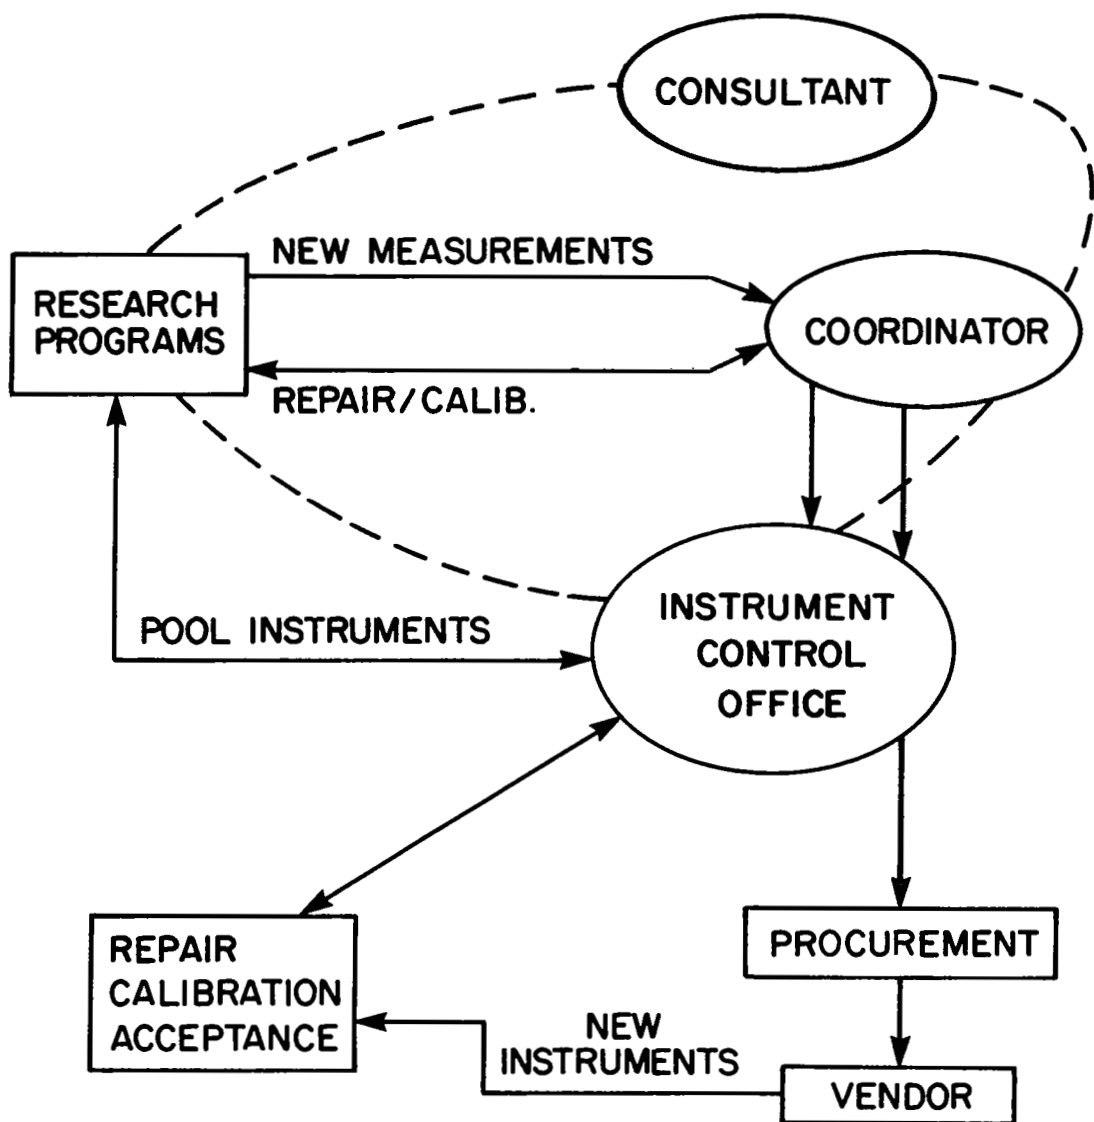 CONSULTANT
NEW MEASUREMENTS
RESEARCH
PROGRAMS
COORDINATOR
REPAIR/CALIB.
INSTRUMENT
CONTROL
OFFICE
POOL INSTRUMENTS
REPAIR
CALIBRATION
ACCEPTANCE
PROCUREMENT
NEW
INSTRUMENTS
VENDOR